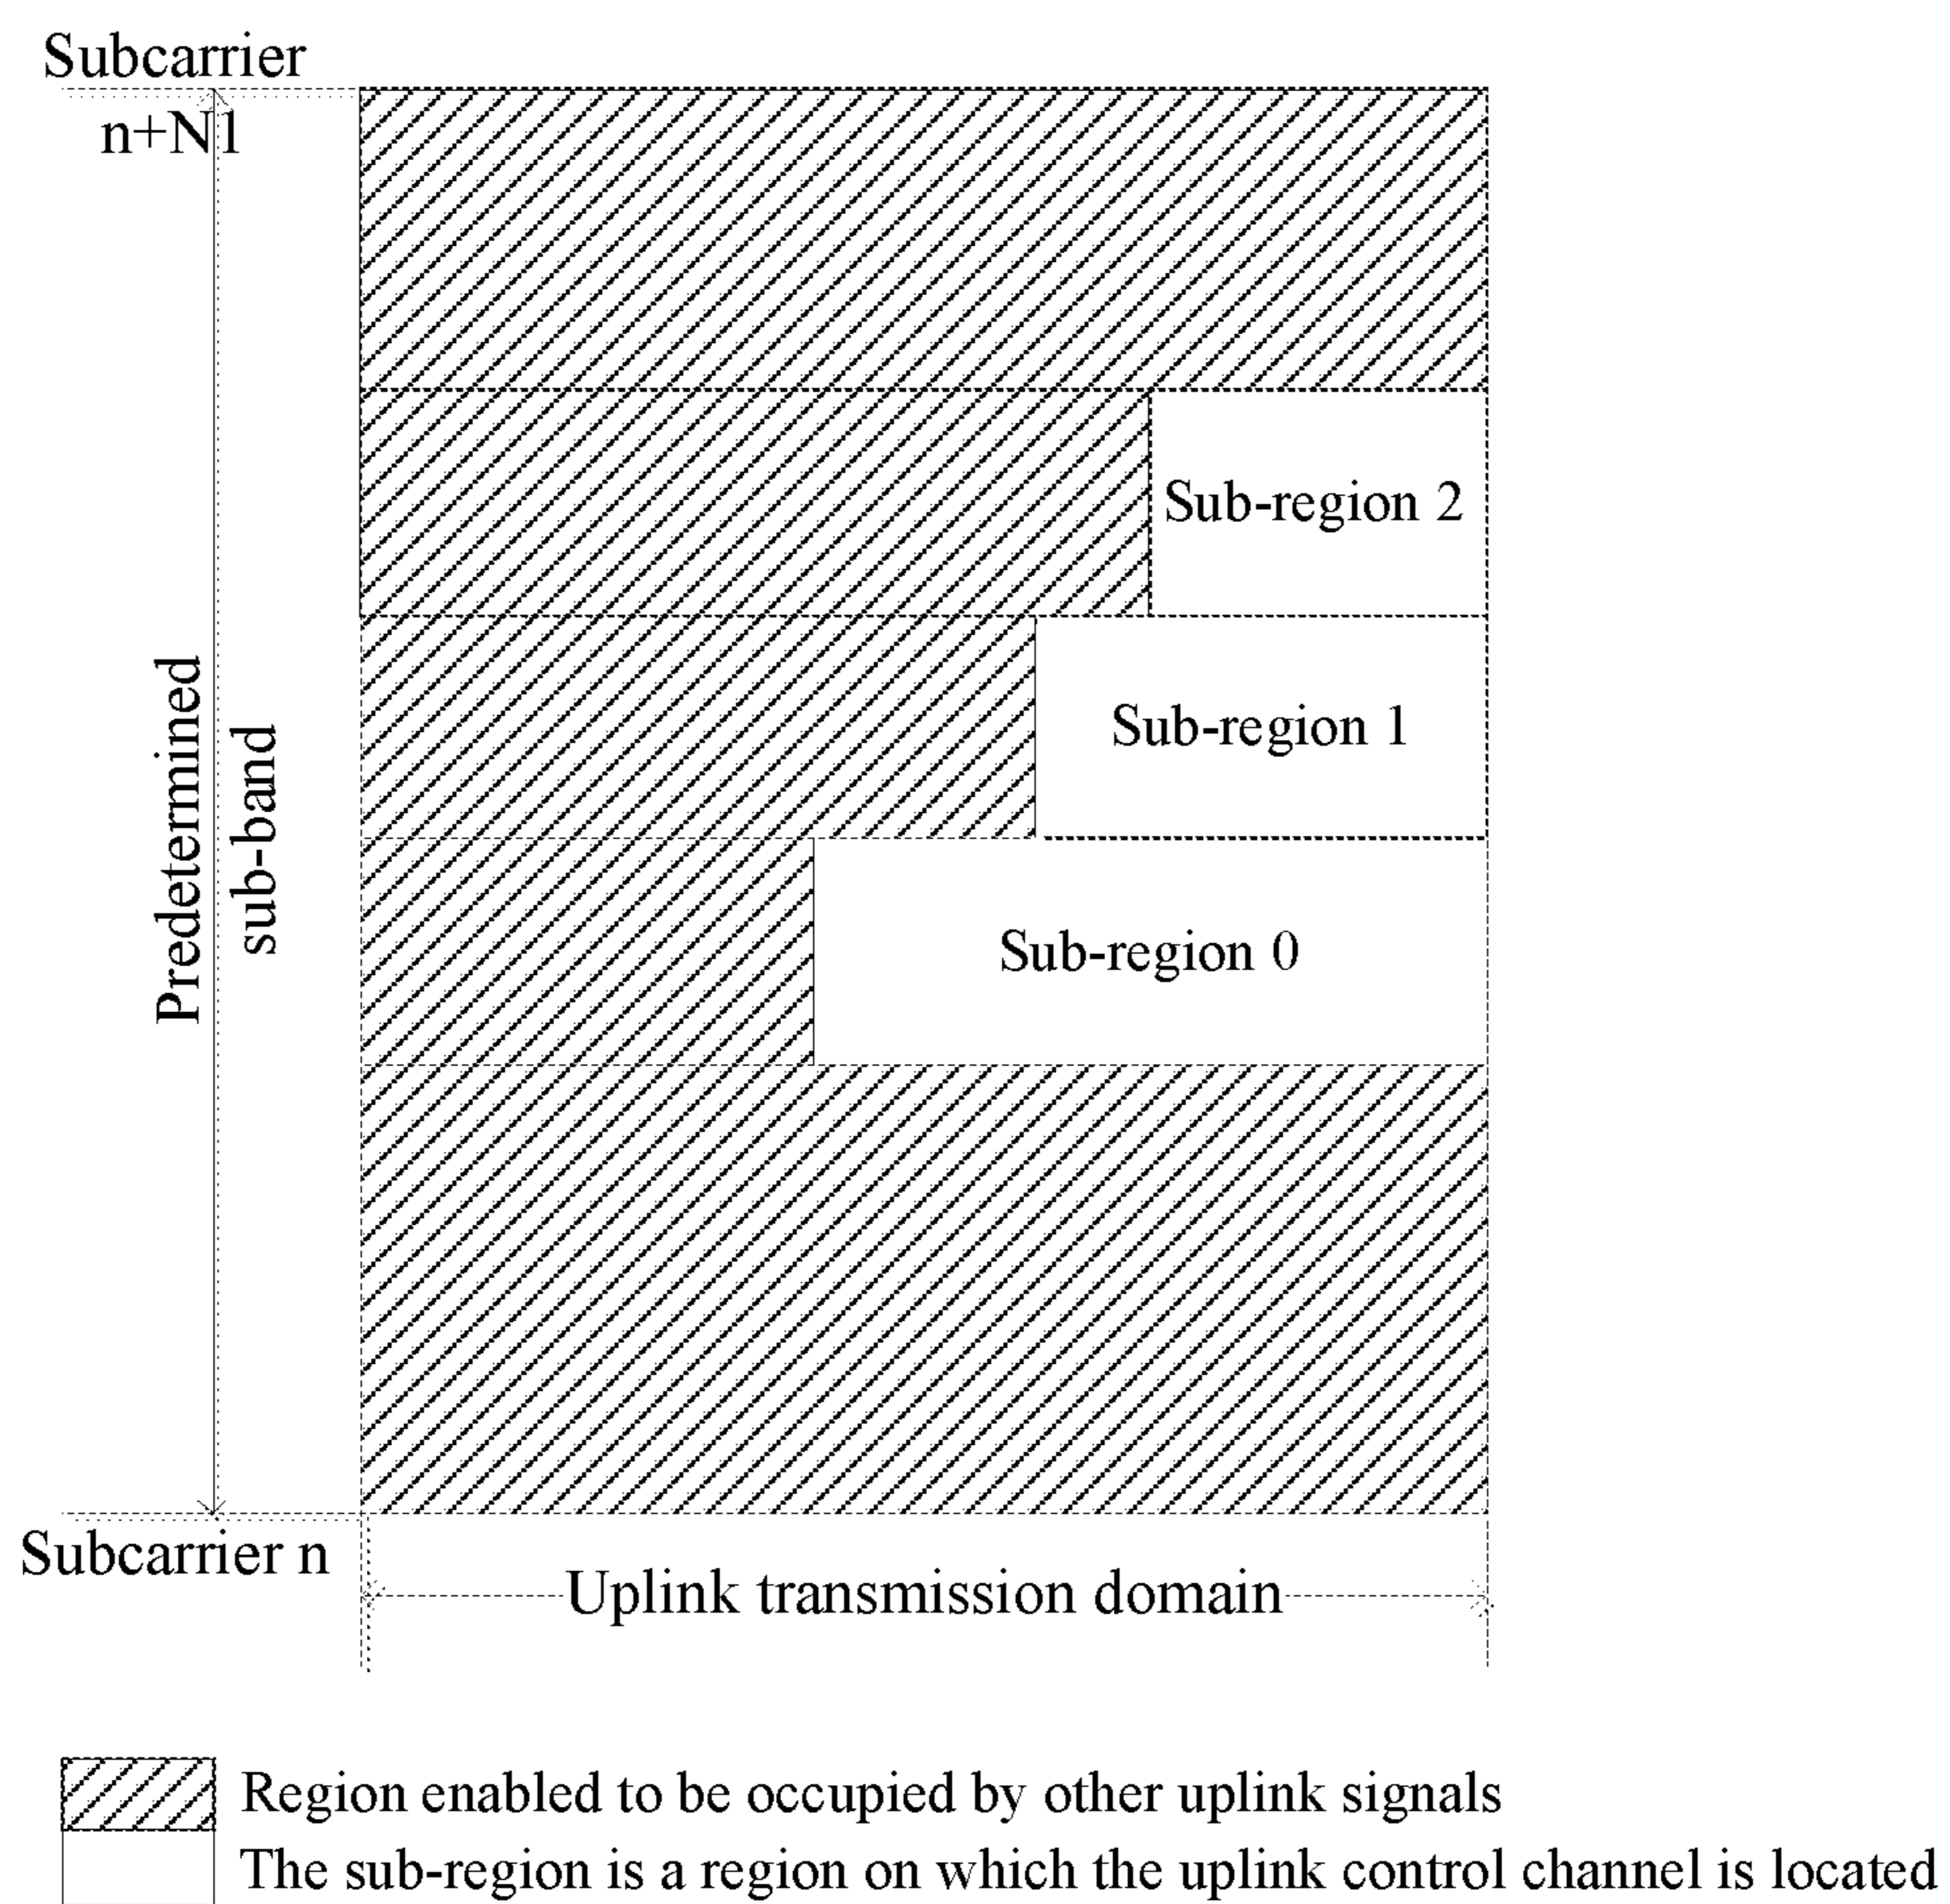 Subcarrier
n+N1
Sub-region 2
Sub-region 1
Predetermined
sub-band
Sub-region 0
Subcarrier n
Uplink transmission domain
Region enabled to be occupied by other uplink signals
The sub-region is a region on which the uplink control channel is located